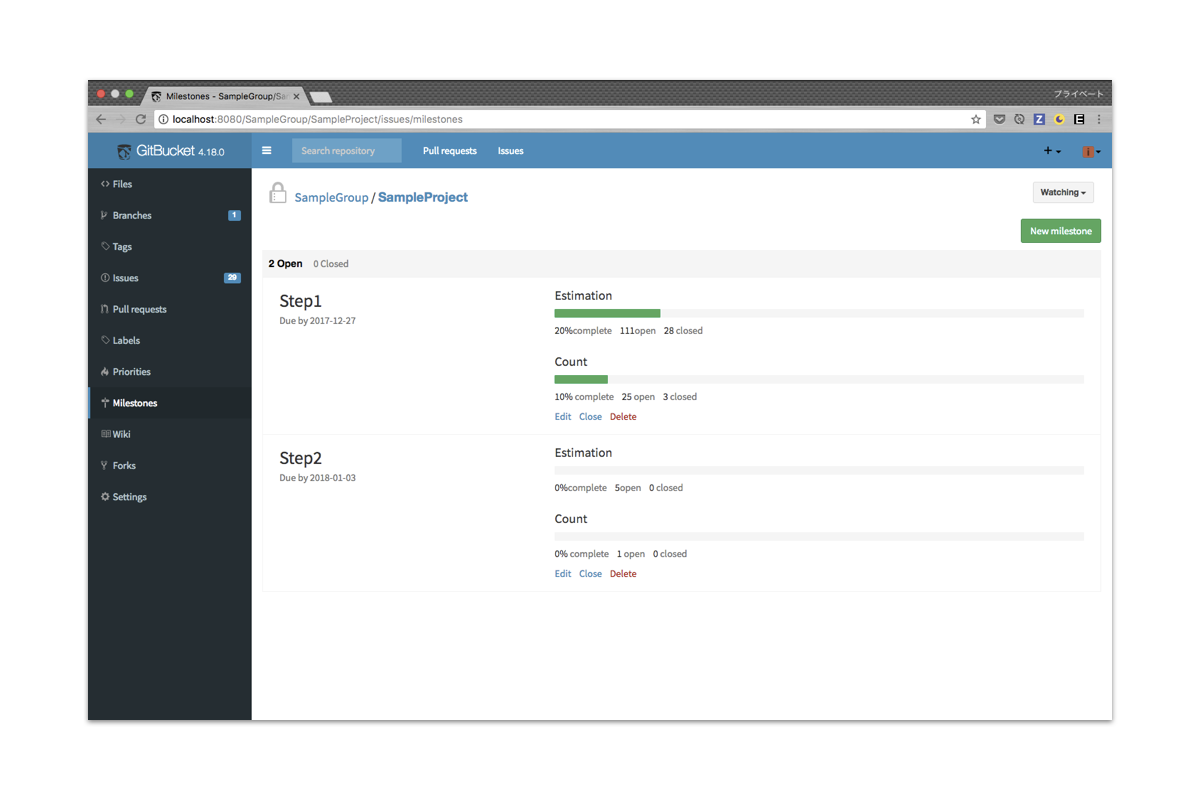 Milestones - SampleGroup/Sa
プライベート
localhost:8080/SampleGroup/SampleProject/issues/milestones
GitBucket 4.18.0
Search repository
Pull requests
Issues
Files
Branches 1
Tags
Issues 29
Pull requests
Labels
Priorities
Milestones
Wiki
Forks
Settings
SampleGroup / SampleProject
Watching
New milestone
2 Open 0 Closed
Step1
Due by 2017-12-27
Estimation
20%complete 111open 28 closed
Count
10% complete 25 open 3 closed
Edit Close Delete
Step2
Due by 2018-01-03
Estimation
0%complete 5open 0 closed
Count
0% complete 1 open 0 closed
Edit Close Delete